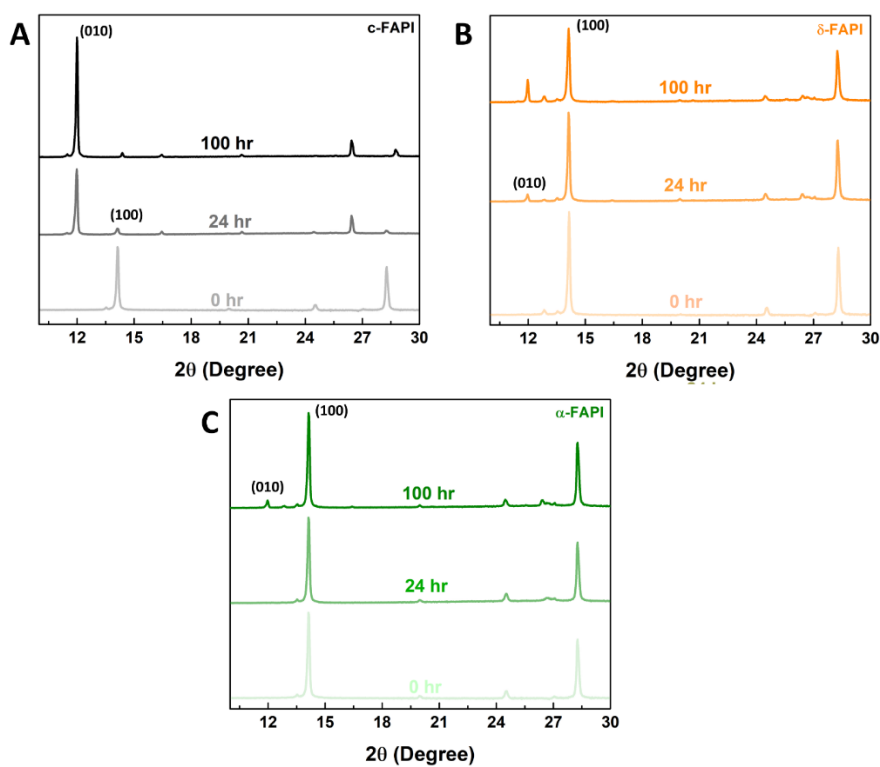 A
(010)
c-FAPI
100 hr
(100)
24 hr
0 hr
12 15 18 21 24 27 30
2θ (Degree)
B
(100)
δ-FAPI
100 hr
(010)
24 hr
0 hr
12 15 18 21 24 27 30
2θ (Degree)
C
(100)
α-FAPI
(010)
100 hr
24 hr
0 hr
12 15 18 21 24 27 30
2θ (Degree)